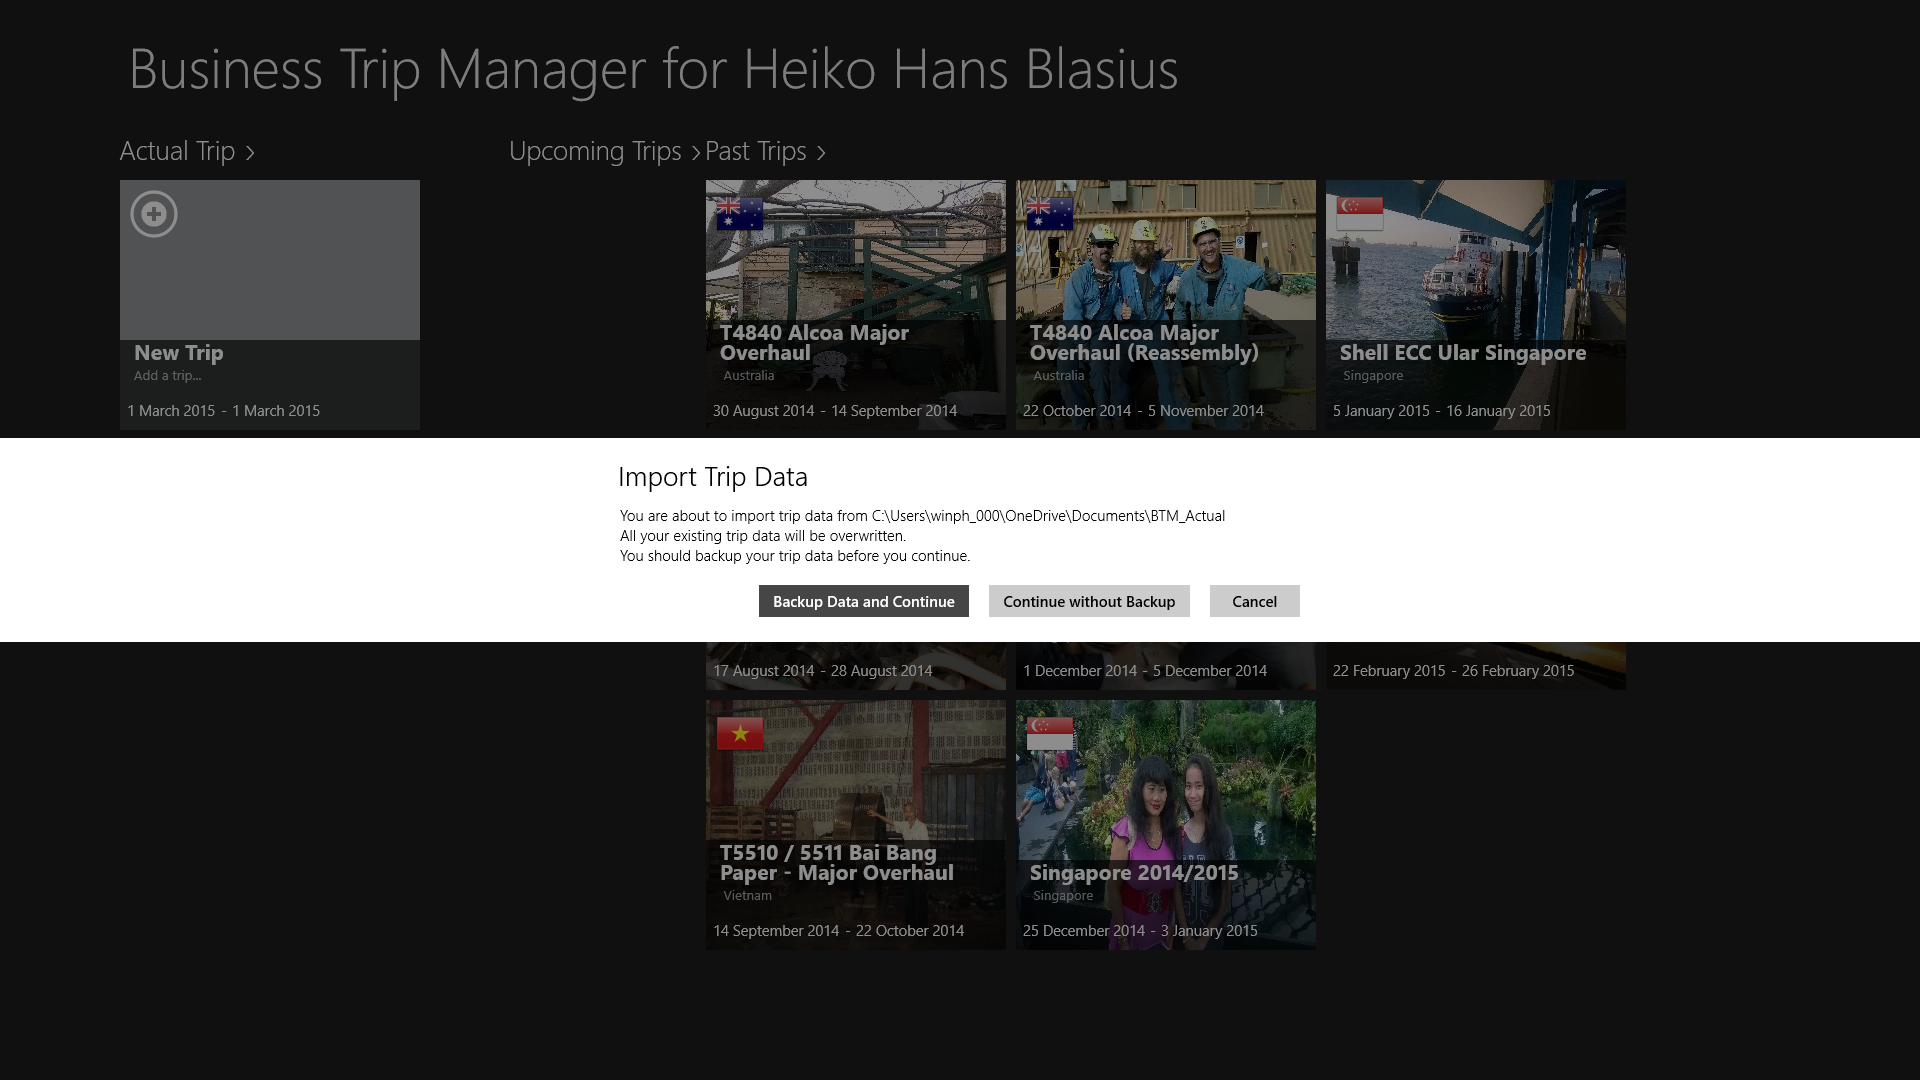 Business Trip Manager for Heiko Hans Blasius
Actual Trip
Upcoming Trips
Past Trips
New Trip
Add a trip...
1 March 2015 - 1 March 2015
T4840 Alcoa Major
Overhaul
Australia
30 August 2014 - 14 September 2014
T4840 Alcoa Major
Overhaul (Reassembly)
Australia
22 October 2014 - 5 November 2014
Shell ECC Ular Singapore
Singapore
5 January 2015 - 16 January 2015
Import Trip Data
You are about to import trip data from C:\Users\winph_000\OneDrive\Documents\BTM_Actual
All your existing trip data will be overwritten.
You should backup your trip data before you continue.
Backup Data and Continue
Continue without Backup
Cancel
17 August 2014 - 28 August 2014
1 December 2014 - 5 December 2014
22 February 2015 - 26 February 2015
T5510 / 5511 Bai Bang
Paper - Major Overhaul
Vietnam
14 September 2014 - 22 October 2014
Singapore 2014/2015
Singapore
25 December 2014 - 3 January 2015